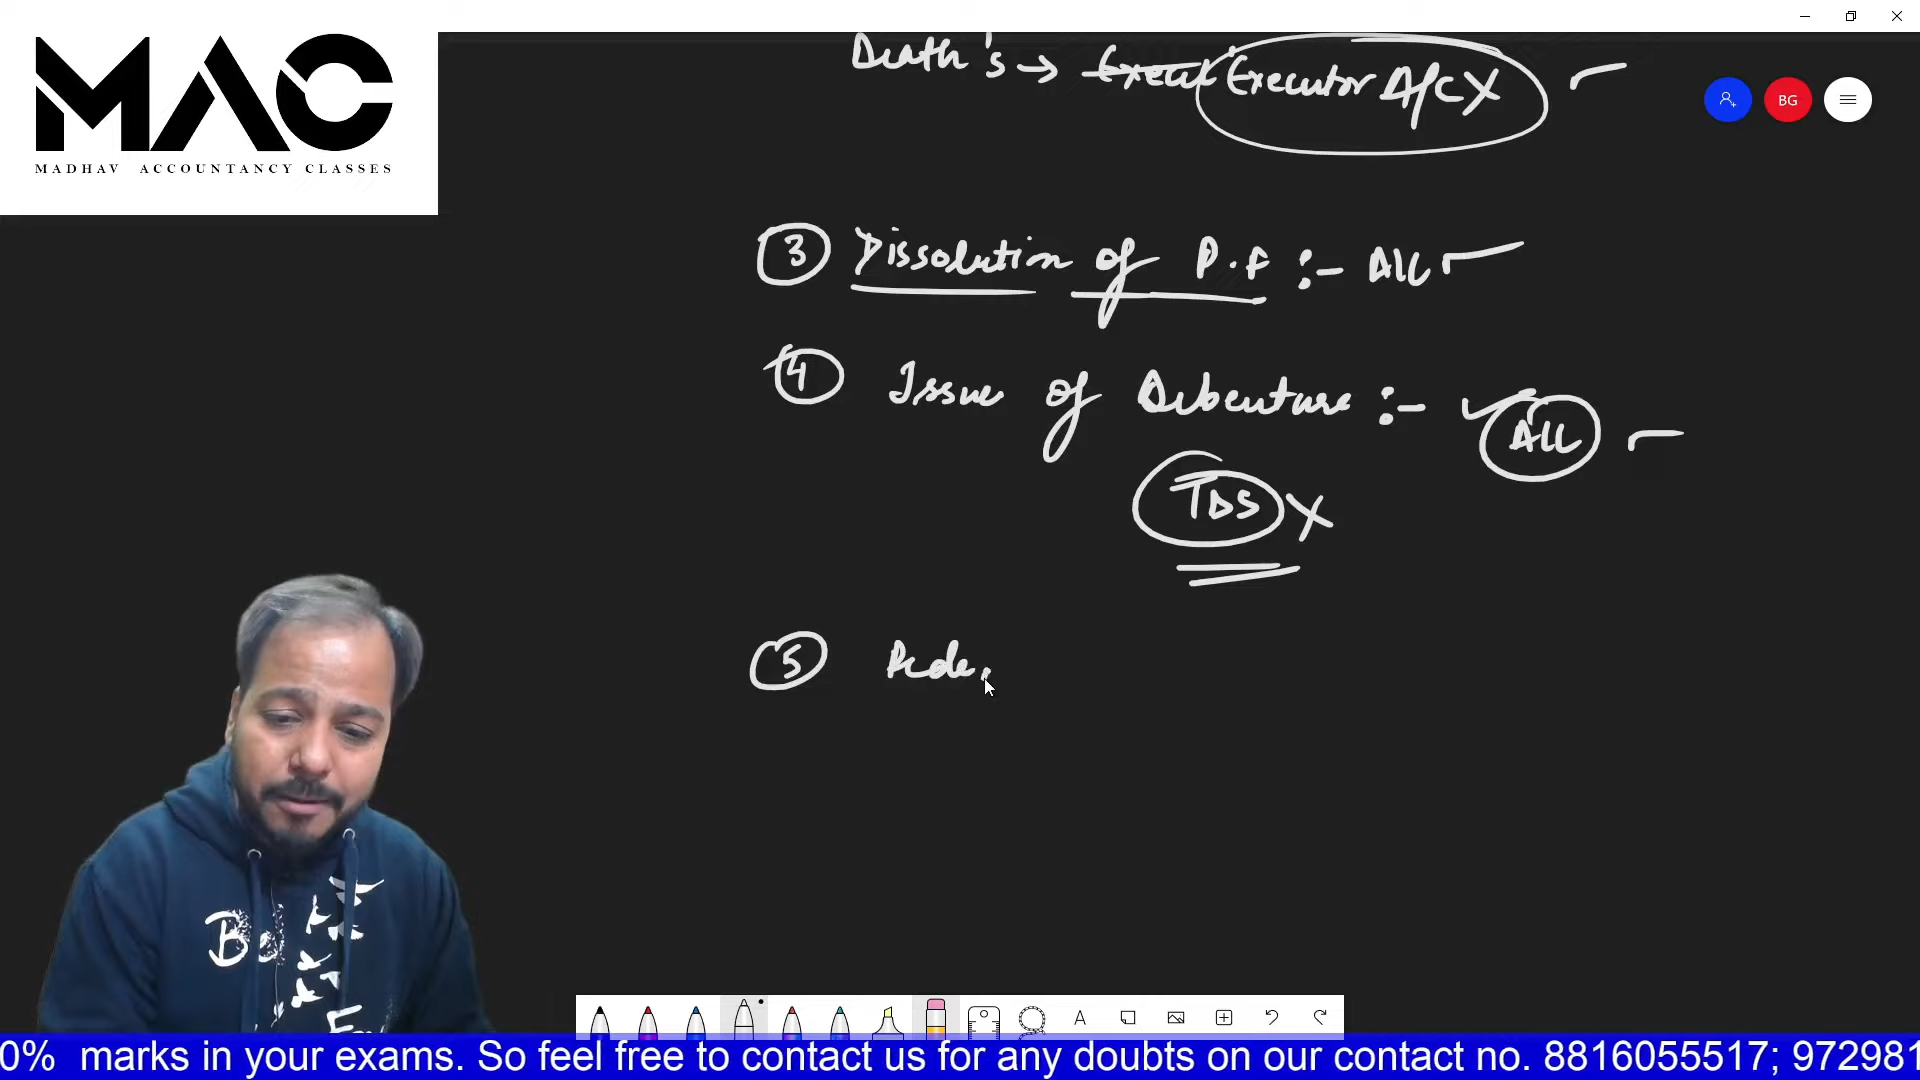 MAC
MADHAV ACCOUNTANCY CLASSES
Death's → Executor A/C X
BG
3 Dissolution of P.F :- All
4 Issue of Debenture :- All
TDS X
5 Rede
Be
A
0% marks in your exams. So feel free to contact us for any doubts on our contact no. 8816055517; 972981